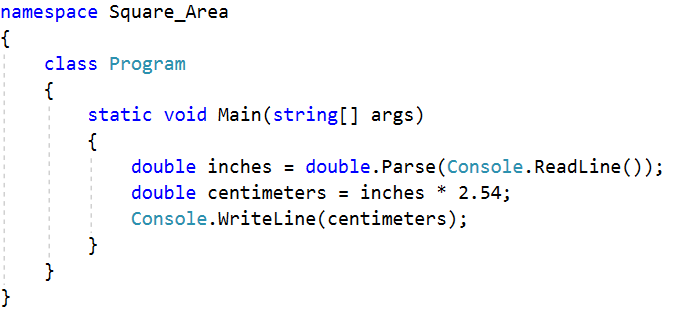 namespace Square_Area
{
    class Program
    {
        static void Main(string[] args)
        {
            double inches = double.Parse(Console.ReadLine());
            double centimeters = inches * 2.54;
            Console.WriteLine(centimeters);
        }
    }
}